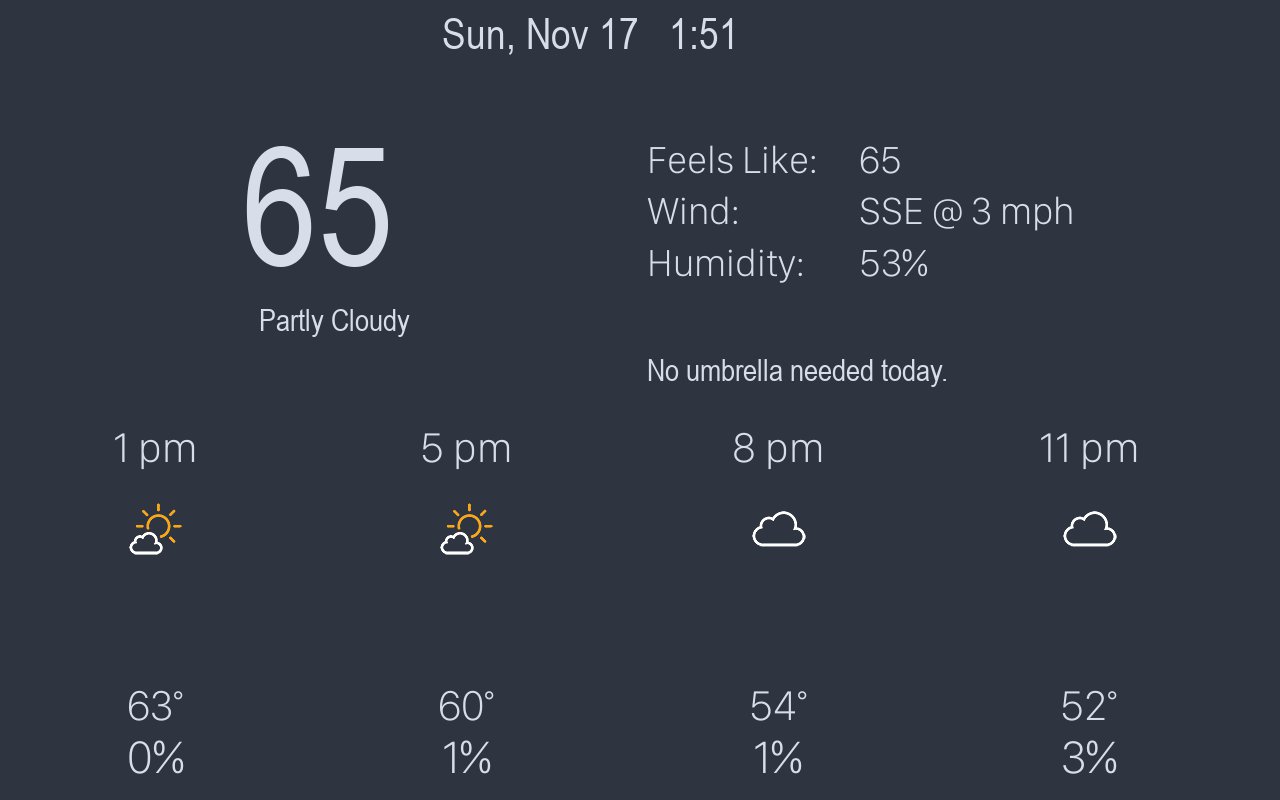 Sun, Nov 17 1:51
65
Partly Cloudy
Feels Like: 65
Wind: SSE @ 3 mph
Humidity: 53%
No umbrella needed today.
1 pm 5 pm 8 pm 11 pm
63° 60° 54° 52°
0% 1% 1% 3%